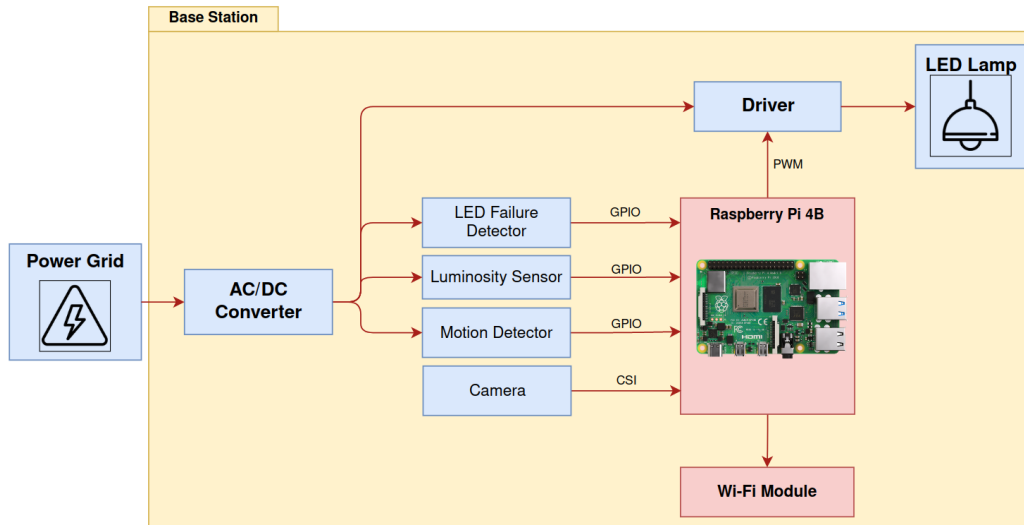 Base Station
LED Lamp
Driver
PWM
LED Failure
Detector
GPIO
Raspberry Pi 4B
Power Grid
AC/DC
Converter
Luminosity Sensor
GPIO
Motion Detector
GPIO
HDMI
Camera
CSI
Wi-Fi Module